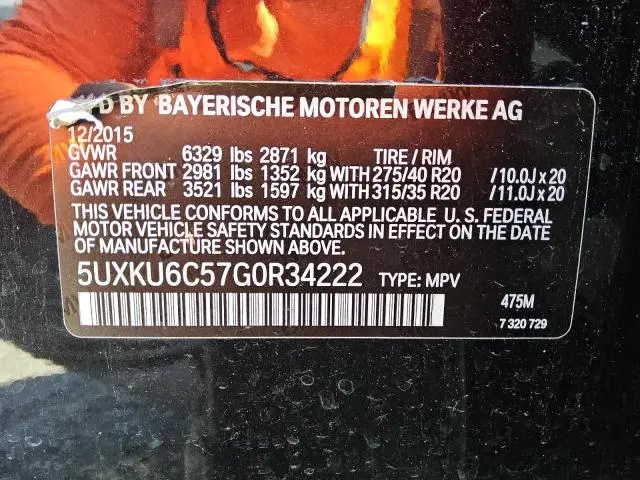 D BY BAYERISCHE MOTOREN WERKE AG
12/2015
GVWR 6329 lbs 2871 kg TIRE / RIM
GAWR FRONT 2981 lbs 1352 kg WITH 275/40 R20 /10.0J x 20
GAWR REAR 3521 lbs 1597 kg WITH 315/35 R20 /11.0J x 20
THIS VEHICLE CONFORMS TO ALL APPLICABLE U. S. FEDERAL
MOTOR VEHICLE SAFETY STANDARDS IN EFFECT ON THE DATE
OF MANUFACTURE SHOWN ABOVE.
5UXKU6C57G0R34222 TYPE: MPV
475M
7 320 729